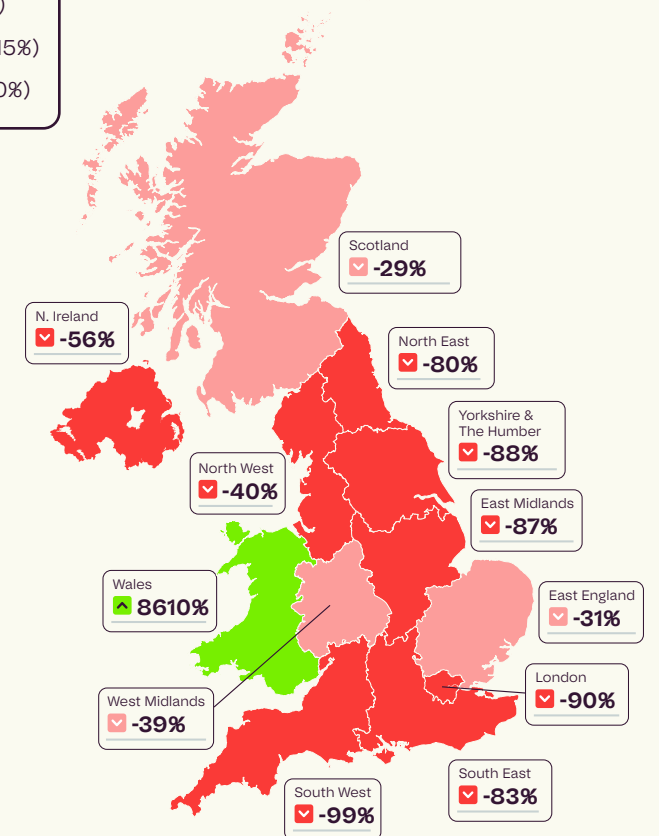 )
15%)
0%)
Scotland
-29%
N. Ireland
-56%
North East
-80%
Yorkshire &
The Humber
-88%
North West
-40%
East Midlands
-87%
Wales
8610%
East England
-31%
London
-90%
West Midlands
-39%
South East
-83%
South West
-99%